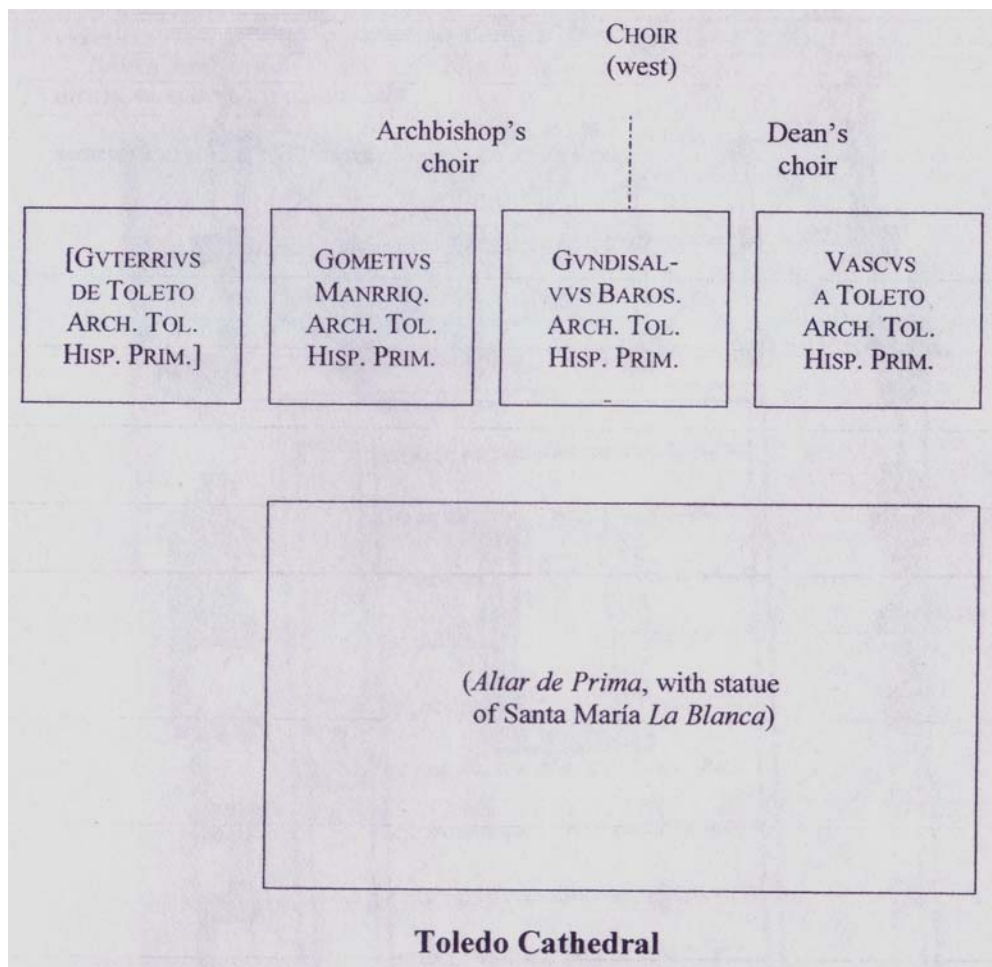 CHOIR
(west)
Archbishop's
choir
Dean's
choir
[GVTERRIVS
DE TOLETO
ARCH. TOL.
HISP. PRIM.]
GOMETIVS
MANRRIQ.
ARCH. TOL.
HISP. PRIM.
GVNDISAL-
VVS BAROS.
ARCH. TOL.
HISP. PRIM.
VASCVS
A TOLETO
ARCH. TOL.
HISP. PRIM.
(Altar de Prima, with statue
of Santa María La Blanca)
Toledo Cathedral